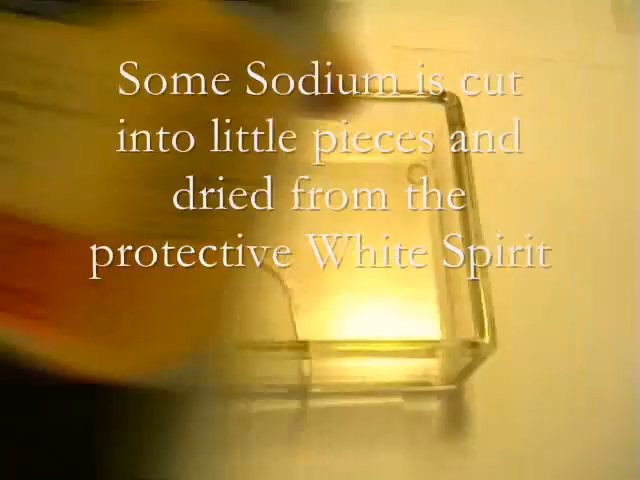 Some Sodium is cut
into little pieces and
dried from the
protective White Spirit